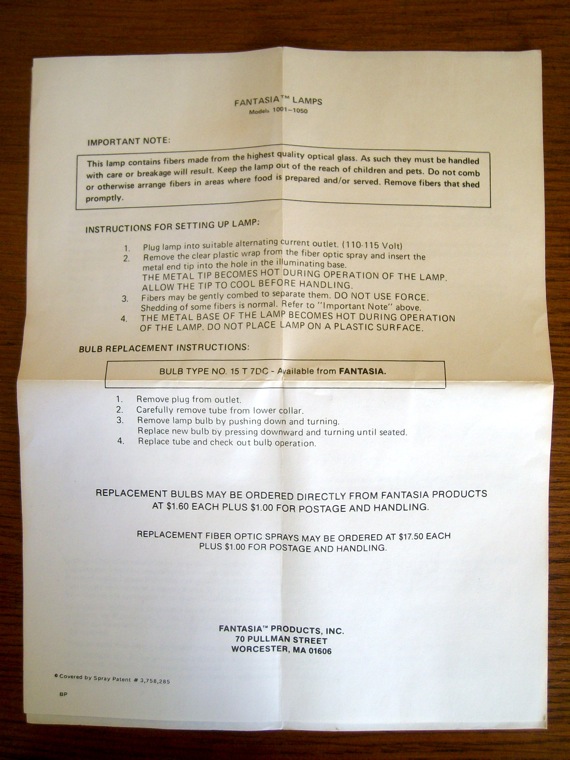 FANTASIA™ LAMPS
Models 1001-1050
IMPORTANT NOTE:
This lamp contains fibers made from the highest quality optical glass. As such they must be handled
with care or breakage will result. Keep the lamp out of the reach of children and pets. Do not comb
or otherwise arrange fibers in areas where food is prepared and/or served. Remove fibers that shed
promptly.
INSTRUCTIONS FOR SETTING UP LAMP:
1. Plug lamp into suitable alternating current outlet. (110-115 Volt)
2. Remove the clear plastic wrap from the fiber optic spray and insert the
metal end tip into the hole in the illuminating base.
THE METAL TIP BECOMES HOT DURING OPERATION OF THE LAMP.
ALLOW THE TIP TO COOL BEFORE HANDLING.
3. Fibers may be gently combed to separate them. DO NOT USE FORCE.
Shedding of some fibers is normal. Refer to "Important Note" above.
4. THE METAL BASE OF THE LAMP BECOMES HOT DURING OPERATION
OF THE LAMP. DO NOT PLACE LAMP ON A PLASTIC SURFACE.
BULB REPLACEMENT INSTRUCTIONS:
BULB TYPE NO. 15 T 7DC - Available from FANTASIA.
1. Remove plug from outlet.
2. Carefully remove tube from lower collar.
3. Remove lamp bulb by pushing down and turning.
Replace new bulb by pressing downward and turning until seated.
4. Replace tube and check out bulb operation.
REPLACEMENT BULBS MAY BE ORDERED DIRECTLY FROM FANTASIA PRODUCTS
AT $1.60 EACH PLUS $1.00 FOR POSTAGE AND HANDLING.
REPLACEMENT FIBER OPTIC SPRAYS MAY BE ORDERED AT $17.50 EACH
PLUS $1.00 FOR POSTAGE AND HANDLING.
FANTASIA™ PRODUCTS, INC.
70 PULLMAN STREET
WORCESTER, MA 01606
Covered by Spray Patent # 3,758,285
BP